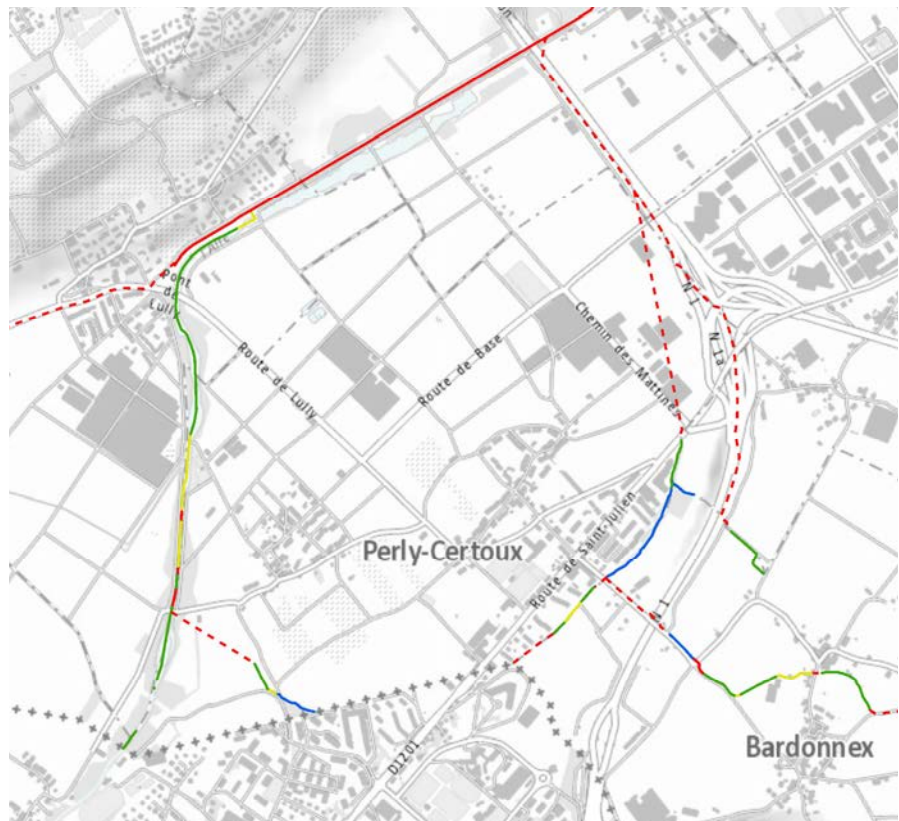 Aire
Pont
de
Lully
Route de Lully
Route de Base
Chemin des Mattines
N 1
N 1a
Perly-Certoux
Route de Saint-Julien
D1201
Bardonnex